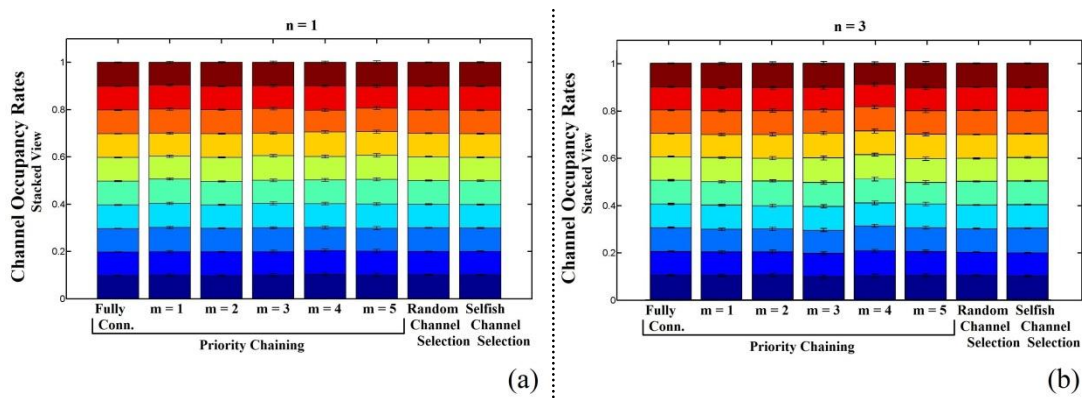 n = 1
Channel Occupancy Rates
Stacked View
1
0.8
0.6
0.4
0.2
0
Fully Conn.
m = 1
m = 2
m = 3
m = 4
m = 5
Random Channel Selection
Selfish Channel Selection
Priority Chaining
(a)
n = 3
Channel Occupancy Rates
Stacked View
1
0.8
0.6
0.4
0.2
0
Fully Conn.
m = 1
m = 2
m = 3
m = 4
m = 5
Random Channel Selection
Selfish Channel Selection
Priority Chaining
(b)